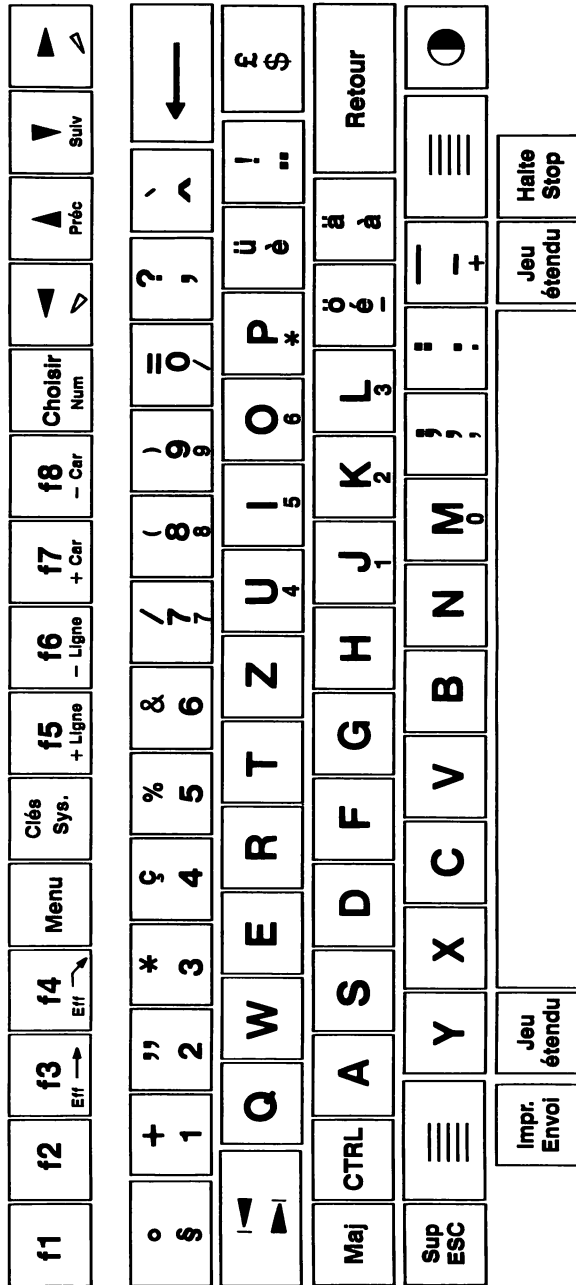 f1 f2 f3 f4 Menu Clés Sys. f5 f6 f7 f8 Choisir
Eff → Eff + Ligne – Ligne + Car – Car Num Préc Suiv
° + " * ç % & / ( ) = ? `
§ 1 2 3 4 5 6 7 8 9 0 ' ^ ←
7 8 9 /
Q W E R T Z U I O P ü ! £
è ¨ $
4 5 6 *
Maj CTRL A S D F G H J K L ö ä Retour
é à
1 2 3 -
Sup Y X C V B N M ; : _
ESC , . -
0 , . +
Impr. Jeu Jeu Halte
Envoi étendu étendu Stop